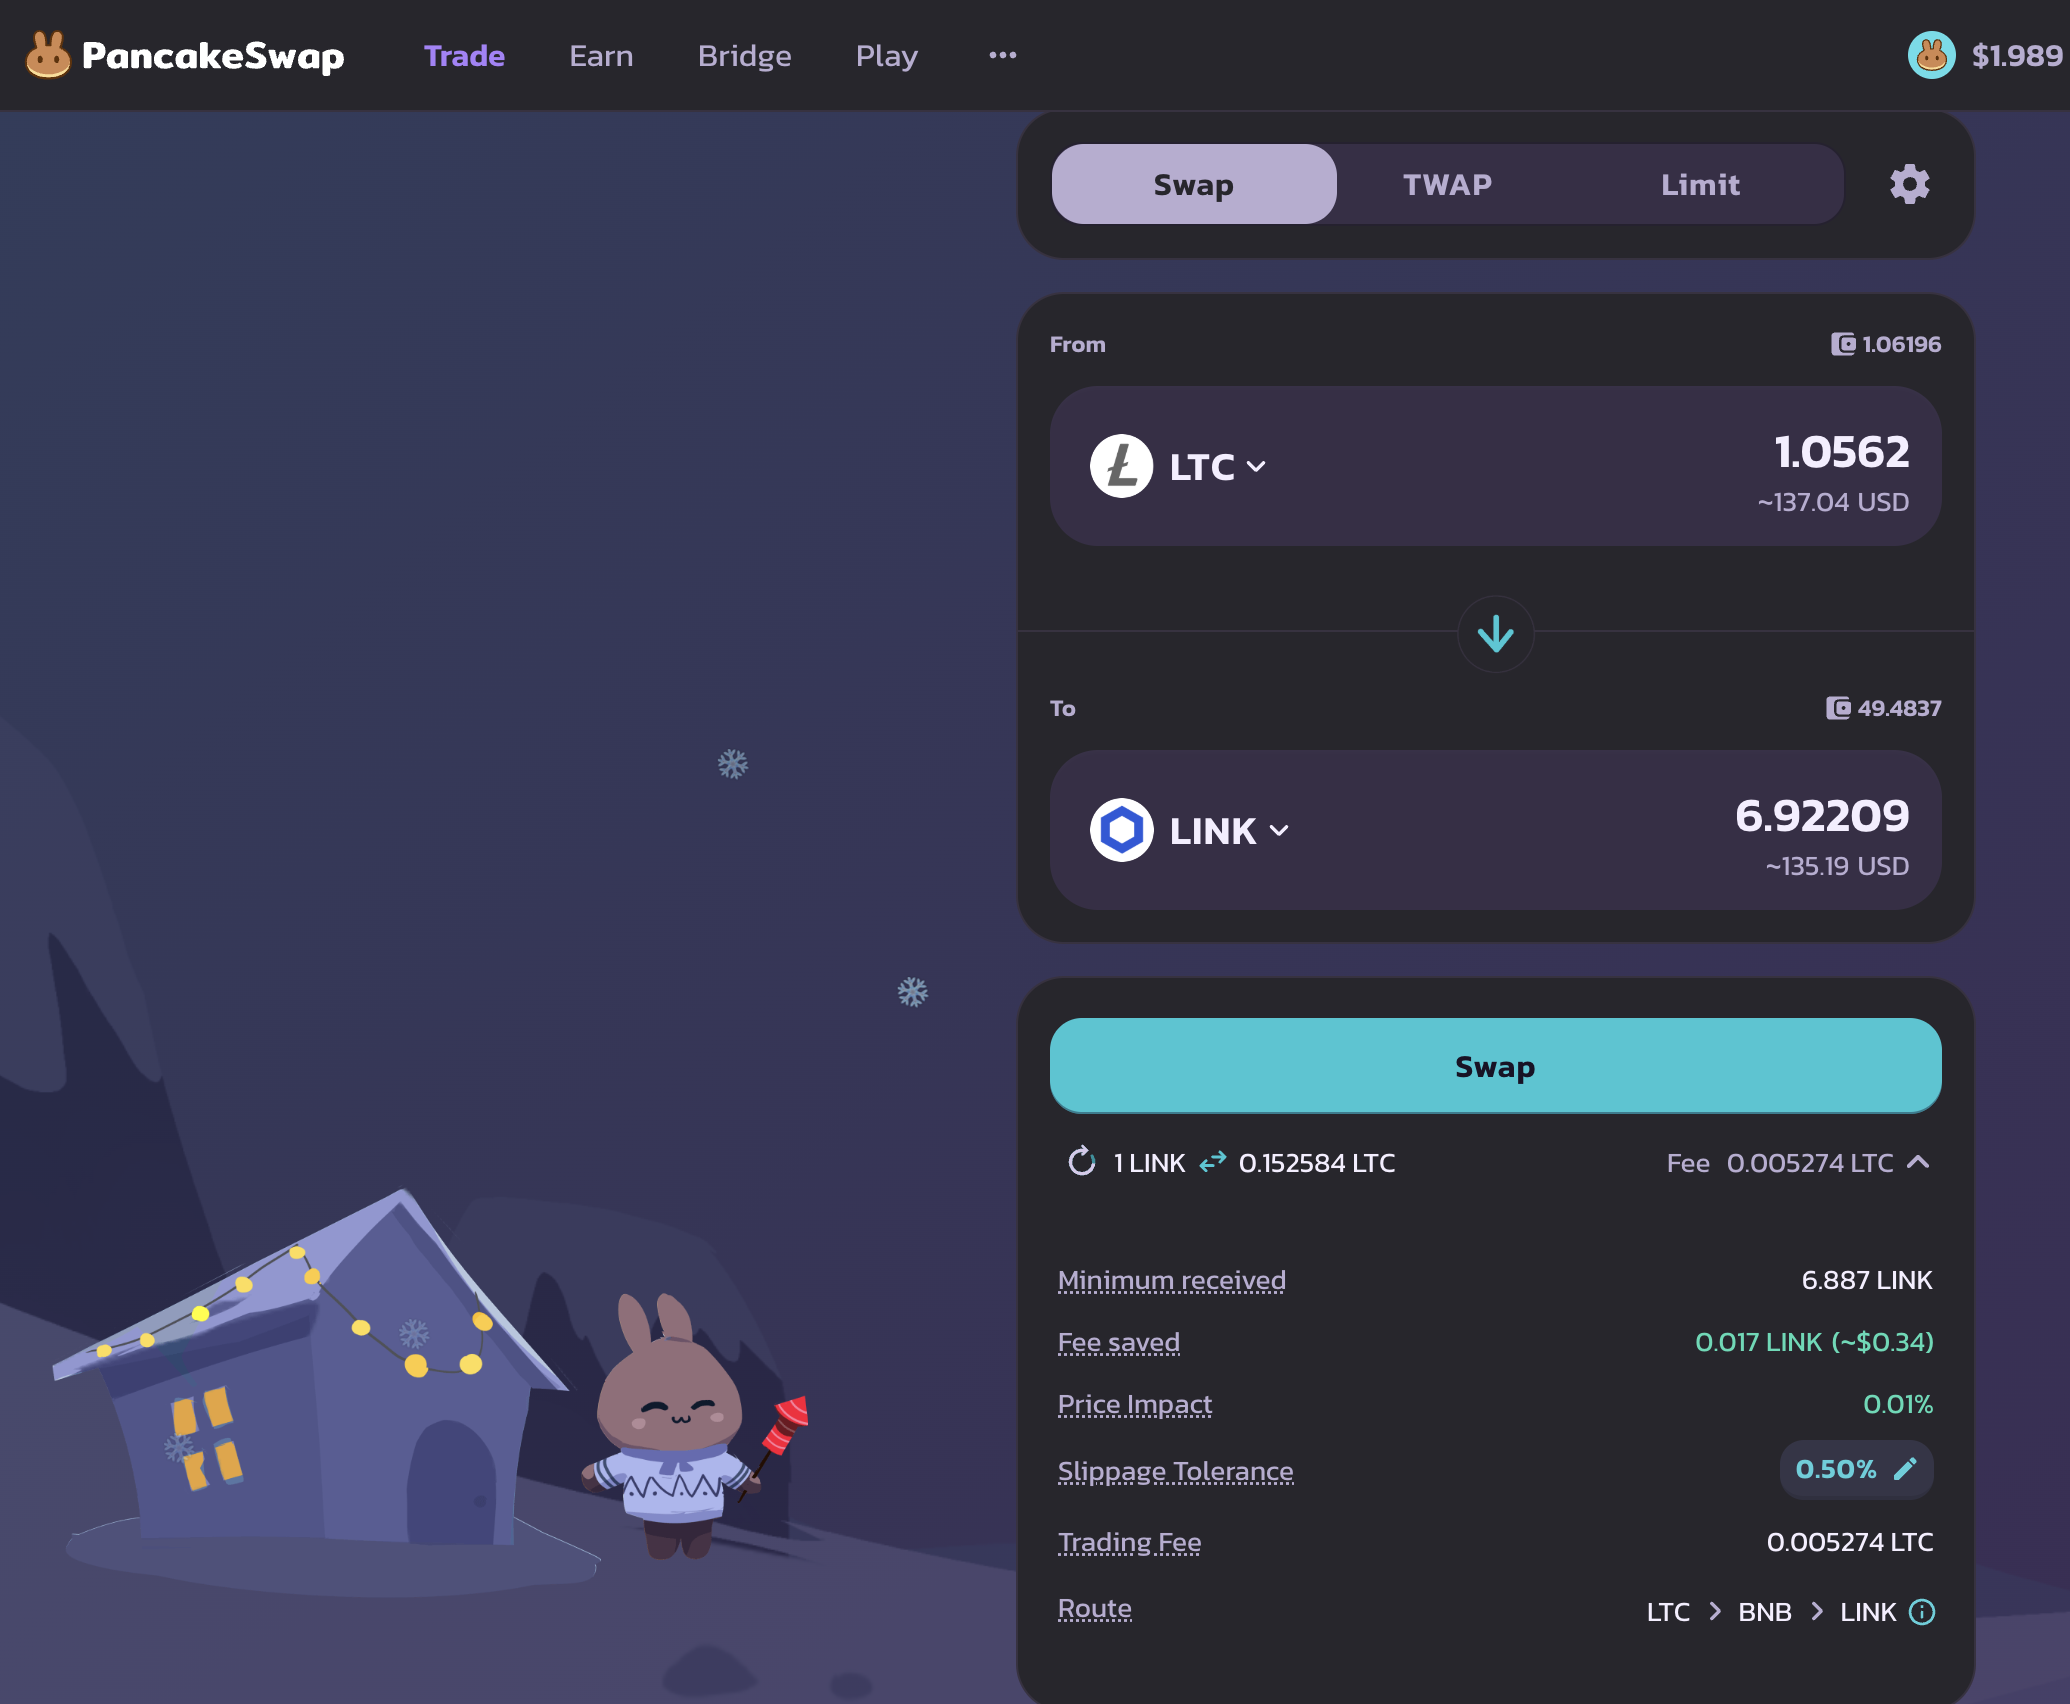 PancakeSwap Trade Earn Bridge Play ••• $1.989
Swap TWAP Limit
From 1.06196
LTC 1.0562
~137.04 USD
To 49.4837
LINK 6.92209
~135.19 USD
Swap
1 LINK 0.152584 LTC Fee 0.005274 LTC
Minimum received 6.887 LINK
Fee saved 0.017 LINK (~$0.34)
Price Impact 0.01%
Slippage Tolerance 0.50%
Trading Fee 0.005274 LTC
Route LTC > BNB > LINK